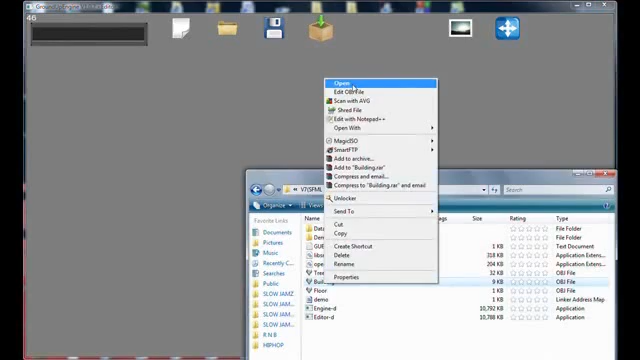 46
Open
Edit OBJ File
Scan with AVG
Shred File
Edit with Notepad++
Open With
MagicISO
SmartFTP
Add to archive...
Add to "Building.rar"
Compress and email...
Compress to "Building.rar" and email
Unlocker
Send To
Cut
Copy
Create Shortcut
Delete
Rename
Properties
Organize
Views
Favorite Links
Documents
Pictures
Music
Recently C...
Searches
Public
SLOW JAMZ
SLOW JAMS
R N B
HIPHOP
Name
Size
Rating
Type
File Folder
File Folder
Text Document
1 KB
Application Extens...
Application Extens...
32 KB OBJ File
9 KB OBJ File
Floor 1 KB OBJ File
demo 1 KB Linker Address Map
Engine-d 10,792 KB Application
Editor-d 10,788 KB Application